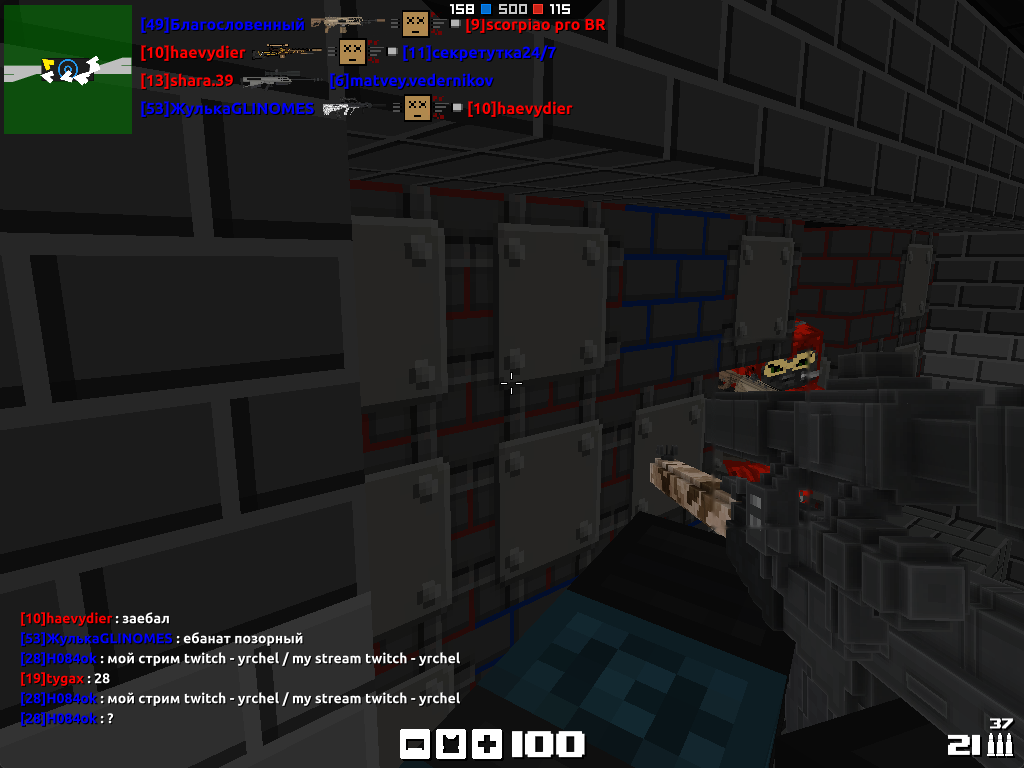 158 500 115
[49]Благословенный [9]scorpiao pro BR
[10]haevydier [11]секретутка24/7
[13]shara.39 [6]matvey.vedernikov
[53]ЖулькаGLINOMES [10]haevydier
[10]haevydier : заебал
[53]ЖулькаGLINOMES : ебанат позорный
[28]H084ok : мой стрим twitch - yrchel / my stream twitch - yrchel
[19]tygax : 28
[28]H084ok : мой стрим twitch - yrchel / my stream twitch - yrchel
[28]H084ok : ?
100
37
21